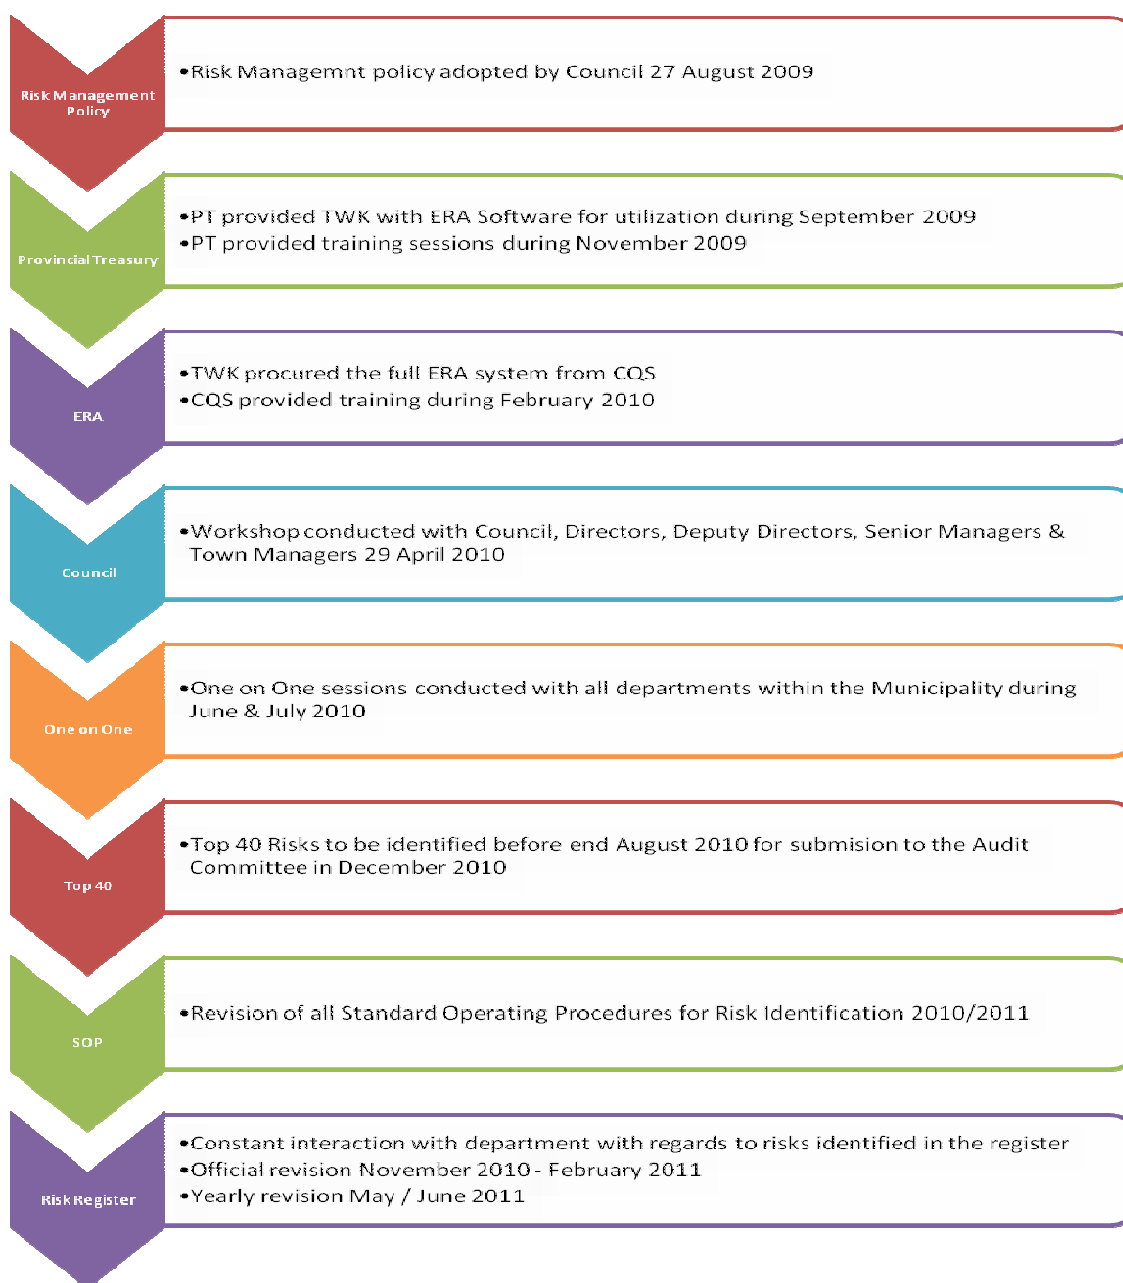 Risk Management
Policy
•Risk Managemnt policy adopted by Council 27 August 2009
Provincial Treasury
•PT provided TWK with ERA Software for utilization during September 2009
•PT provided training sessions during November 2009
ERA
•TWK procured the full ERA system from CQS
•CQS provided training during February 2010
Council
•Workshop conducted with Council, Directors, Deputy Directors, Senior Managers &
Town Managers 29 April 2010
One on One
•One on One sessions conducted with all departments within the Municipality during
June & July 2010
Top 40
•Top 40 Risks to be identified before end August 2010 for submision to the Audit
Committee in December 2010
SOP
•Revision of all Standard Operating Procedures for Risk Identification 2010/2011
Risk Register
•Constant interaction with department with regards to risks identified in the register
•Official revision November 2010 - February 2011
•Yearly revision May / June 2011